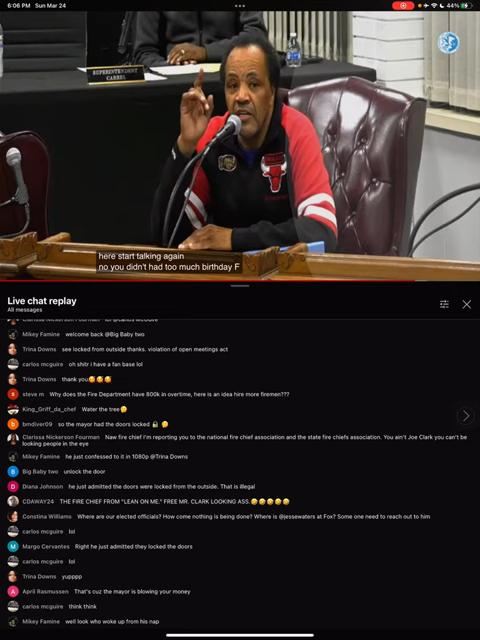 6:06 PM Sun Mar 24
44%
SUPERINTENDENT
CARREL
here start talking again
no you didn't had too much birthday F
Live chat replay
All messages
Mikey Famine welcome back @Big Baby two
Trina Downs see locked from outside thanks. violation of open meetings act
carlos mcguire oh shitr i have a fan base lol
Trina Downs thank you🥰🥰🥰
steve m Why does the Fire Department have 800k in overtime, here is an idea hire more firemen???
King_Griff_da_chef Water the tree🤔
bmdiver09 so the mayor had the doors locked 🔒 🤔
Clarissa Nickerson Fourman Naw fire chief I'm reporting you to the national fire chief association and the state fire chiefs association. You ain't Joe Clark you can't be
looking people in the eye
Mikey Famine he just confessed to it in 1080p @Trina Downs
Big Baby two unlock the door
Diana Johnson he just admitted the doors were locked from the outside. That is illegal
CDAWAY24 THE FIRE CHIEF FROM "LEAN ON ME." FREE MR. CLARK LOOKING ASS.🤣🤣🤣🤣🤣
Constina Williams Where are our elected officials? How come nothing is being done? Where is @jessewaters at Fox? Some one need to reach out to him
carlos mcguire lol
Margo Cervantes Right he just admitted they locked the doors
carlos mcguire lol
Trina Downs yupppp
April Rasmussen That's cuz the mayor is blowing your money
carlos mcguire think think
Mikey Famine well look who woke up from his nap